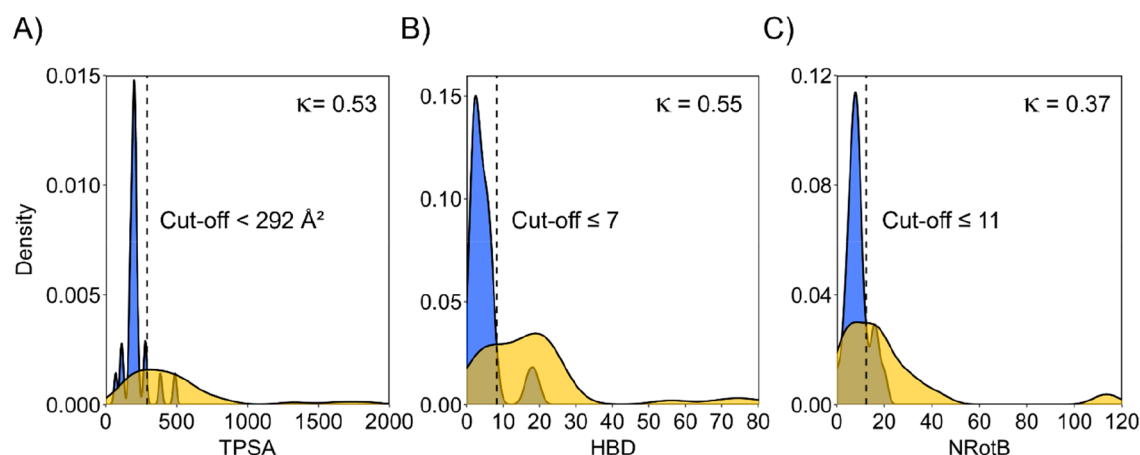 A)
B)
C)
0.015
0.010
0.005
0.000
Density
κ= 0.53
Cut-off < 292 Å²
0 500 1000 1500 2000
TPSA
0.15
0.10
0.05
0.00
κ = 0.55
Cut-off ≤ 7
0 10 20 30 40 50 60 70 80
HBD
0.12
0.08
0.04
0.00
κ = 0.37
Cut-off ≤ 11
0 20 40 60 80 100 120
NRotB